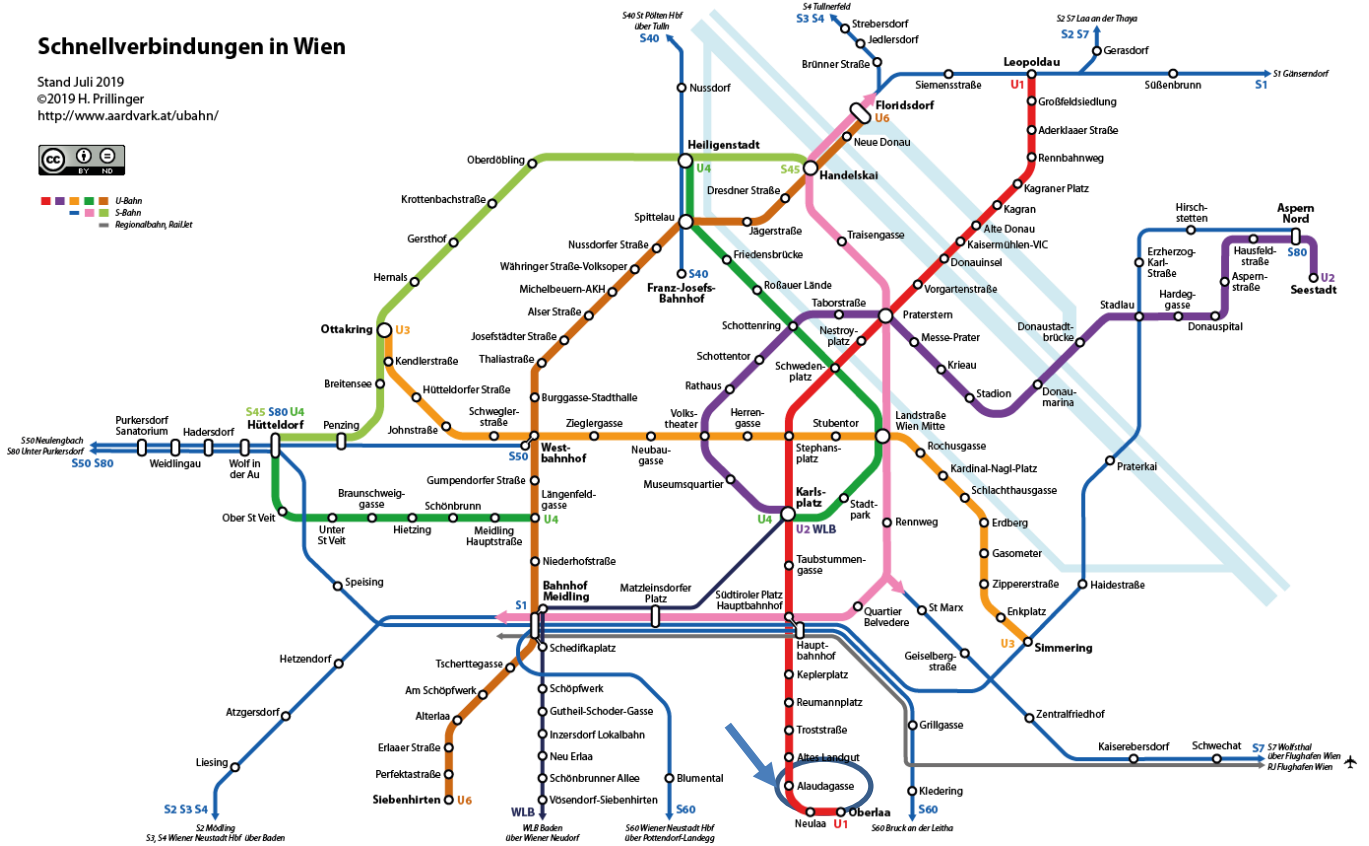 Schnellverbindungen in Wien
Stand Juli 2019
©2019 H. Prillinger
http://www.aardvark.at/ubahn/
cc
BY ND
U-Bahn
S-Bahn
Regionalbahn, RailJet
S40 St Pölten Hbf
über Tulln
S40
Nussdorf
S4 Tullnerfeld
S3 S4
Strebersdorf
Jedlersdorf
Brünner Straße
S2 S7 Laa an der Thaya
S2 S7
Gerasdorf
Leopoldau
U1
Siemensstraße
Süßenbrunn
S1
S1 Gänserndorf
Floridsdorf
U6
Neue Donau
Großfeldsiedlung
Aderklaaer Straße
Rennbahnweg
Kagraner Platz
Kagran
Alte Donau
Kaisermühlen-VIC
Donauinsel
Vorgartenstraße
Heiligenstadt
U4
S45
Handelskai
Oberdöbling
Krottenbachstraße
Gersthof
Hernals
Ottakring
U3
Dresdner Straße
Jägerstraße
Traisengasse
Spittelau
Nussdorfer Straße
Währinger Straße-Volksoper
Michelbeuern-AKH
Alser Straße
Josefstädter Straße
Thaliastraße
Burggasse-Stadthalle
S40
Franz-Josefs-
Bahnhof
Friedensbrücke
Roßauer Lände
Schottenring
Taborstraße
Praterstern
Nestroy-
platz
Schweden-
platz
Schottentor
Rathaus
Volks-
theater
Herren-
gasse
Messe-Prater
Krieau
Stadion
Donau-
marina
Donaustadt-
brücke
Stadlau
Hardeg-
gasse
Donauspital
Aspern-
straße
Hausfeld-
straße
Hirsch-
stetten
Erzherzog-
Karl-
Straße
Aspern
Nord
S80
U2
Seestadt
Kendlerstraße
Hütteldorfer Straße
Johnstraße
Schwegler-
straße
Breitensee
Penzing
S45 S80 U4
Hütteldorf
Purkersdorf
Sanatorium
Hadersdorf
Weidlingau
Wolf in
der Au
S50 Neulengbach
S80 Unter Purkersdorf
S50 S80
S50
West-
bahnhof
Zieglergasse
Neubau-
gasse
Stubentor
Stephans-
platz
Landstraße
Wien Mitte
Rochusgasse
Kardinal-Nagl-Platz
Schlachthausgasse
Erdberg
Gasometer
Zippererstraße
Enkplatz
U3
Simmering
Praterkai
Haidestraße
Gumpendorfer Straße
Längenfeld-
gasse
U4
Museumsquartier
Karls-
platz
U4
U2 WLB
Stadt-
park
Rennweg
Ober St Veit
Unter
St Veit
Braunschweig-
gasse
Hietzing
Schönbrunn
Meidling
Hauptstraße
Niederhofstraße
Taubstummen-
gasse
Speising
Bahnhof
Meidling
S1
Matzleinsdorfer
Platz
Südtiroler Platz
Hauptbahnhof
Quartier
Belvedere
St Marx
Geiselberg-
straße
Haupt-
bahnhof
Hetzendorf
Atzgersdorf
Liesing
S2 S3 S4
S2 Mödling
S3, S4 Wiener Neustadt Hbf über Baden
Schedifkaplatz
Tscherttegasse
Am Schöpfwerk
Alterlaa
Erlaaer Straße
Perfektastraße
Siebenhirten
U6
Schöpfwerk
Gutheil-Schoder-Gasse
Inzersdorf Lokalbahn
Neu Erlaa
Schönbrunner Allee
Vösendorf-Siebenhirten
WLB
WLB Baden
über Wiener Neudorf
Blumental
S60
S60 Wiener Neustadt Hbf
über Pottendorf-Landegg
Keplerplatz
Reumannplatz
Troststraße
Altes Landgut
Alaudagasse
Neulaa
U1
Oberlaa
Grillgasse
Kledering
S60
S60 Bruck an der Leitha
Zentralfriedhof
Kaiserebersdorf
Schwechat
S7
S7 Wolfsthal
über Flughafen Wien
RJ Flughafen Wien